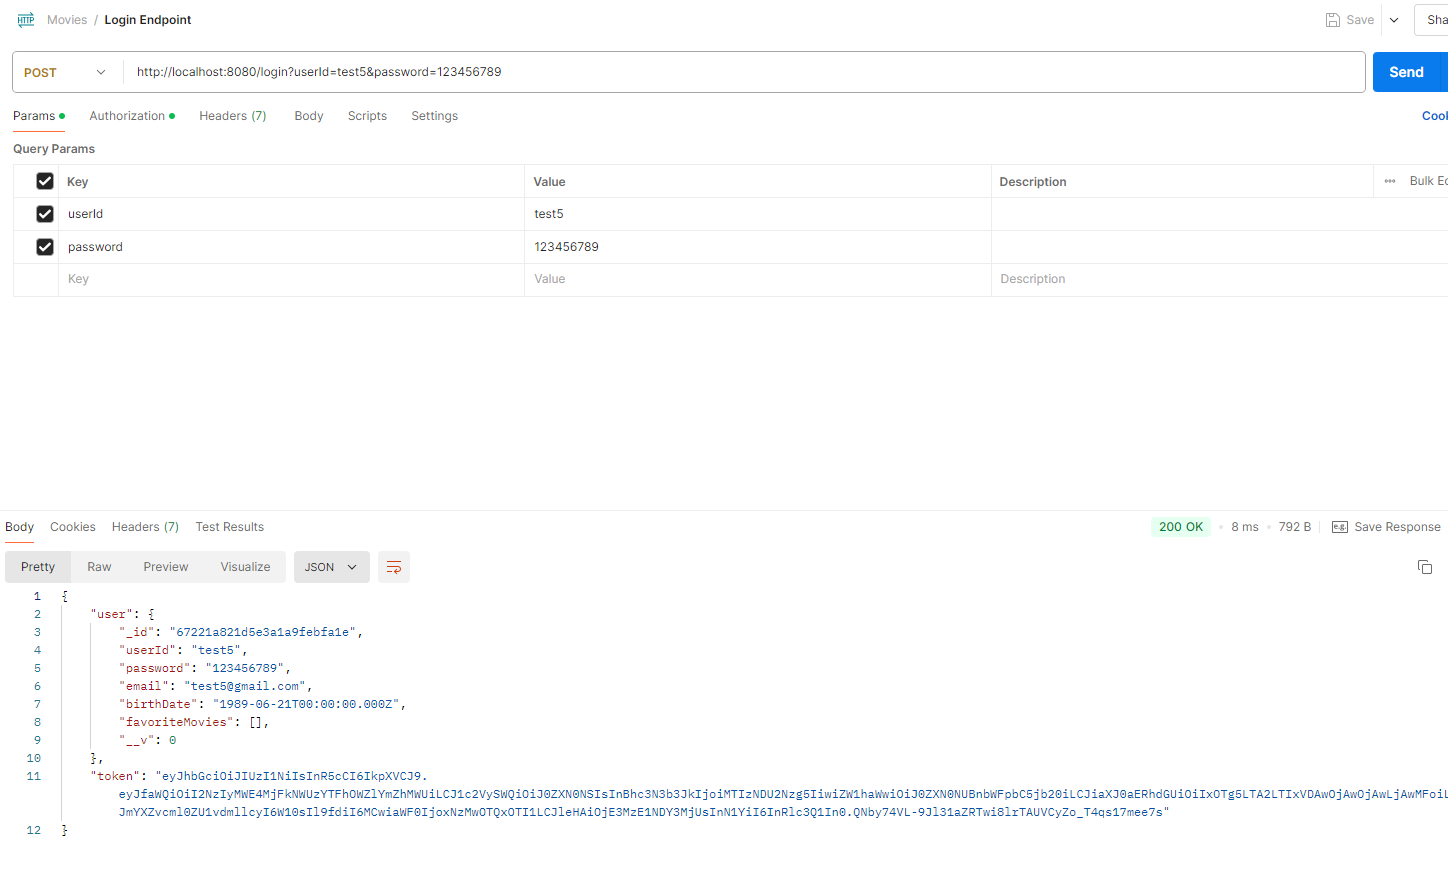 HTTP Movies / Login Endpoint Save Sha
POST http://localhost:8080/login?userId=test5&password=123456789 Send
Params Authorization Headers (7) Body Scripts Settings Cook
Query Params
Key Value Description Bulk Ed
userId test5
password 123456789
Key Value Description
Body Cookies Headers (7) Test Results 200 OK 8 ms 792 B e.g. Save Response
Pretty Raw Preview Visualize JSON
1 {
2 "user": {
3 "_id": "67221a821d5e3a1a9febfa1e",
4 "userId": "test5",
5 "password": "123456789",
6 "email": "test5@gmail.com",
7 "birthDate": "1989-06-21T00:00:00.000Z",
8 "favoriteMovies": [],
9 "__v": 0
10 },
11 "token": "eyJhbGciOiJIUzI1NiIsInR5cCI6IkpXVCJ9.
eyJfaWQiOiI2NzIyMWE4MjFkNWUzYTFhOWZlYmZhMWUiLCJ1c2VySWQiOiJ0ZXN0NSIsInBhc3N3b3JkIjoiMTIzNDU2Nzg5IiwiZW1haWwiOiJ0ZXN0NUBnbWFpbC5jb20iLCJiaXJ0aERhdGUiOiIxOTg5LTA2LTIxVDAwOjAwOjAwLjAwMFoiL
JmYXZvcml0ZU1vdmllcyI6W10sIl9fdiI6MCwiaWF0IjoxNzMwOTQxOTI1LCJleHAiOjE3MzE1NDY3MjUsInN1YiI6InRlc3Q1In0.QNby74VL-9Jl31aZRTwi8lrTAUVCyZo_T4qs17mee7s"
12 }